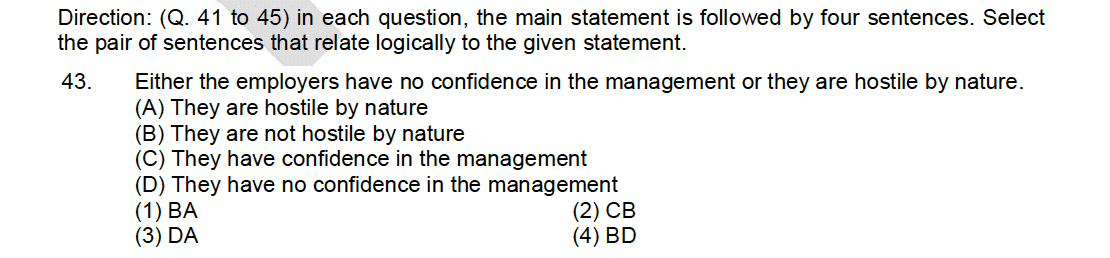 Direction: (Q. 41 to 45) in each question, the main statement is followed by four sentences. Select
the pair of sentences that relate logically to the given statement.
43. Either the employers have no confidence in the management or they are hostile by nature.
(A) They are hostile by nature
(B) They are not hostile by nature
(C) They have confidence in the management
(D) They have no confidence in the management
(1) BA (2) CB
(3) DA (4) BD